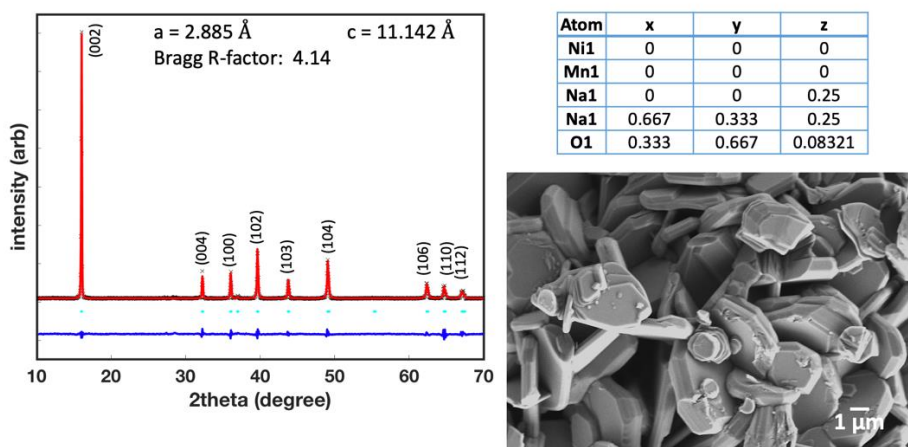 a = 2.885 Å c = 11.142 Å
Bragg R-factor: 4.14
(002)
(004)
(100)
(102)
(103)
(104)
(106)
(110)
(112)
intensity (arb)
10 20 30 40 50 60 70
2theta (degree)
Atom x y z
Ni1 0 0 0
Mn1 0 0 0
Na1 0 0 0.25
Na1 0.667 0.333 0.25
O1 0.333 0.667 0.08321
1 µm